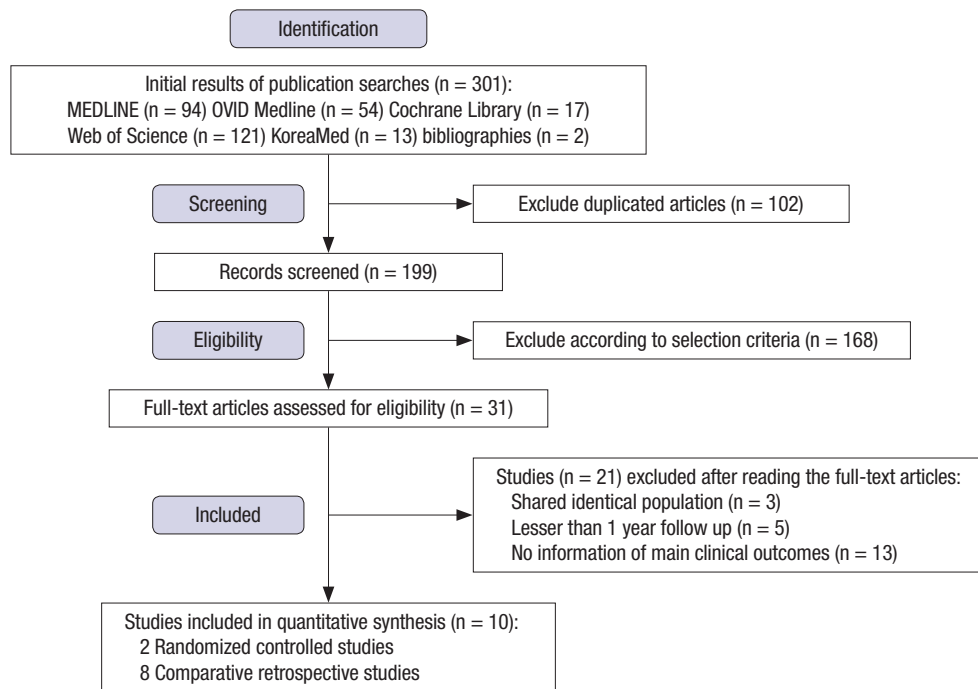 Identification
Initial results of publication searches (n = 301):
MEDLINE (n = 94) OVID Medline (n = 54) Cochrane Library (n = 17)
Web of Science (n = 121) KoreaMed (n = 13) bibliographies (n = 2)
Screening
Exclude duplicated articles (n = 102)
Records screened (n = 199)
Eligibility
Exclude according to selection criteria (n = 168)
Full-text articles assessed for eligibility (n = 31)
Included
Studies (n = 21) excluded after reading the full-text articles:
Shared identical population (n = 3)
Lesser than 1 year follow up (n = 5)
No information of main clinical outcomes (n = 13)
Studies included in quantitative synthesis (n = 10):
2 Randomized controlled studies
8 Comparative retrospective studies